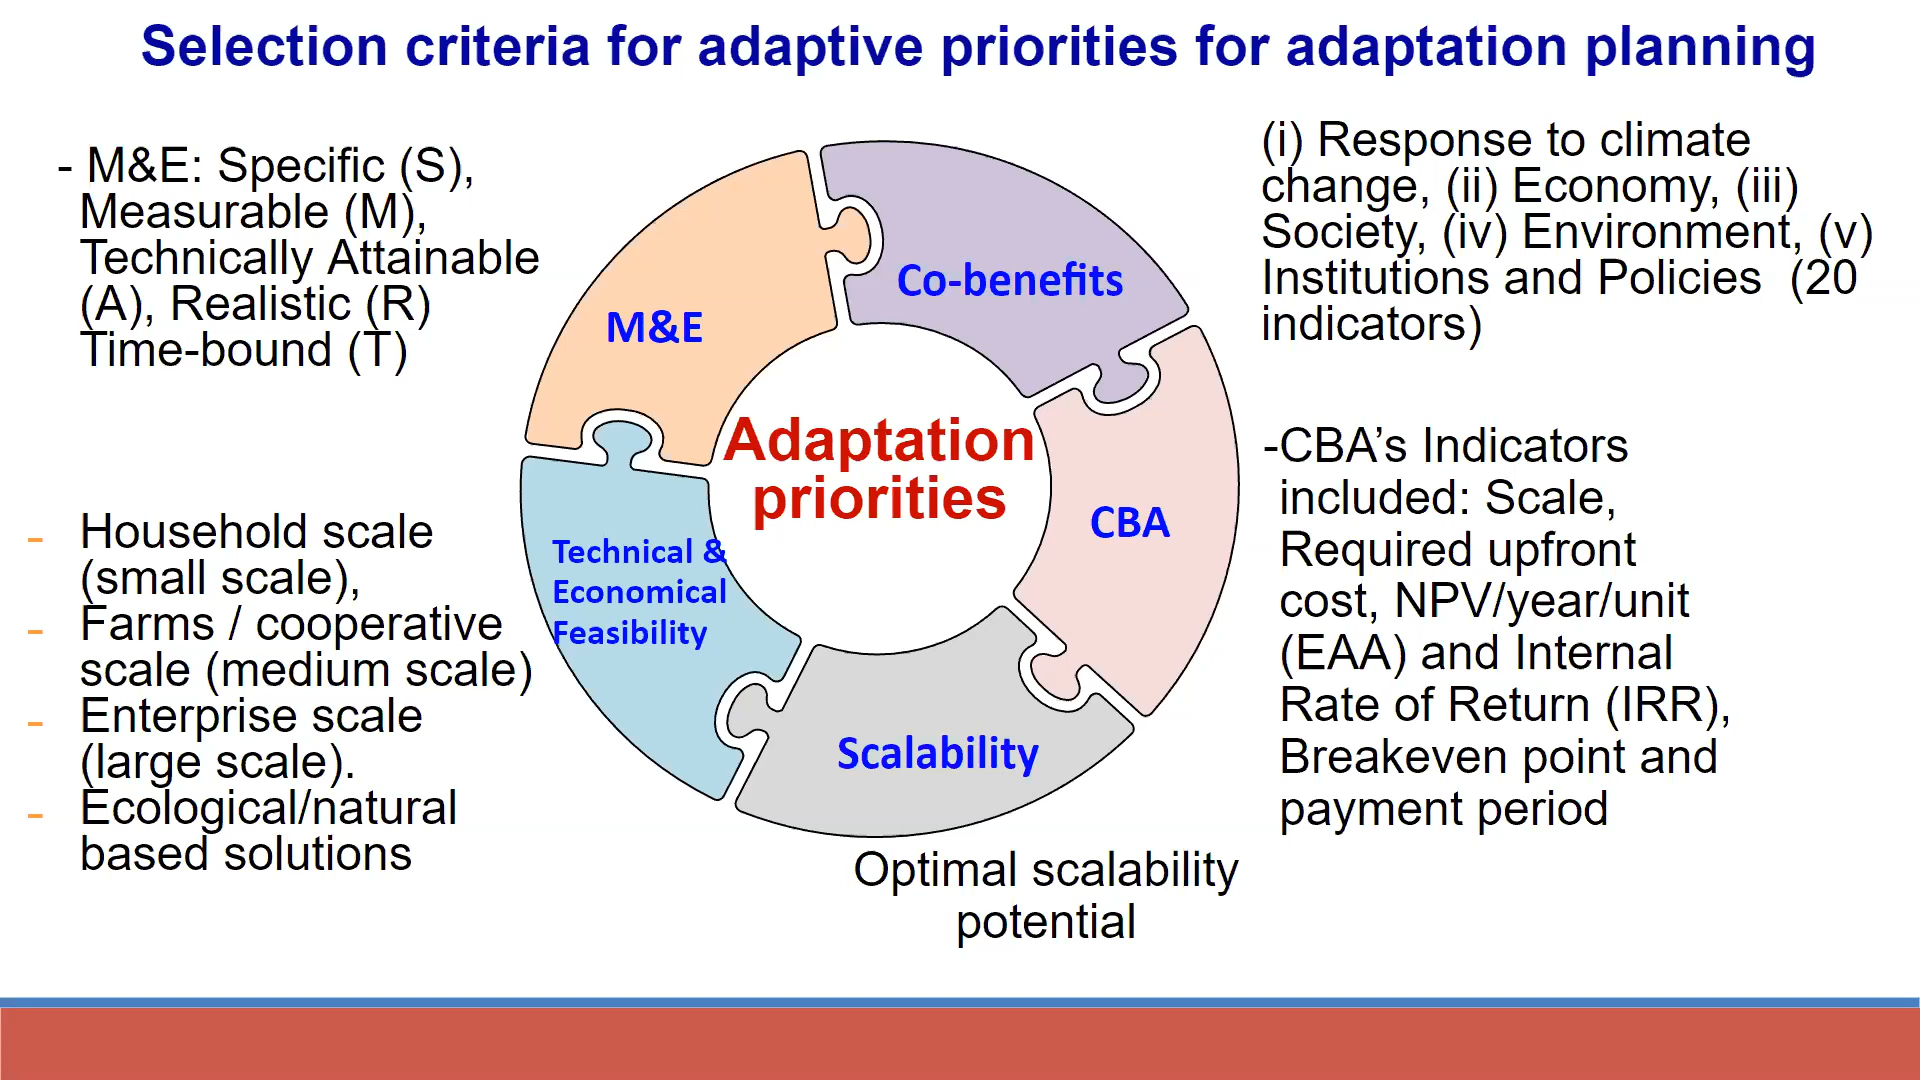 Selection criteria for adaptive priorities for adaptation planning
- M&E: Specific (S),
Measurable (M),
Technically Attainable
(A), Realistic (R)
Time-bound (T)
- Household scale
(small scale),
- Farms / cooperative
scale (medium scale)
- Enterprise scale
(large scale).
- Ecological/natural
based solutions
M&E
Co-benefits
CBA
Scalability
Technical &
Economical
Feasibility
Adaptation
priorities
Optimal scalability
potential
(i) Response to climate
change, (ii) Economy, (iii)
Society, (iv) Environment, (v)
Institutions and Policies (20
indicators)
-CBA’s Indicators
included: Scale,
Required upfront
cost, NPV/year/unit
(EAA) and Internal
Rate of Return (IRR),
Breakeven point and
payment period